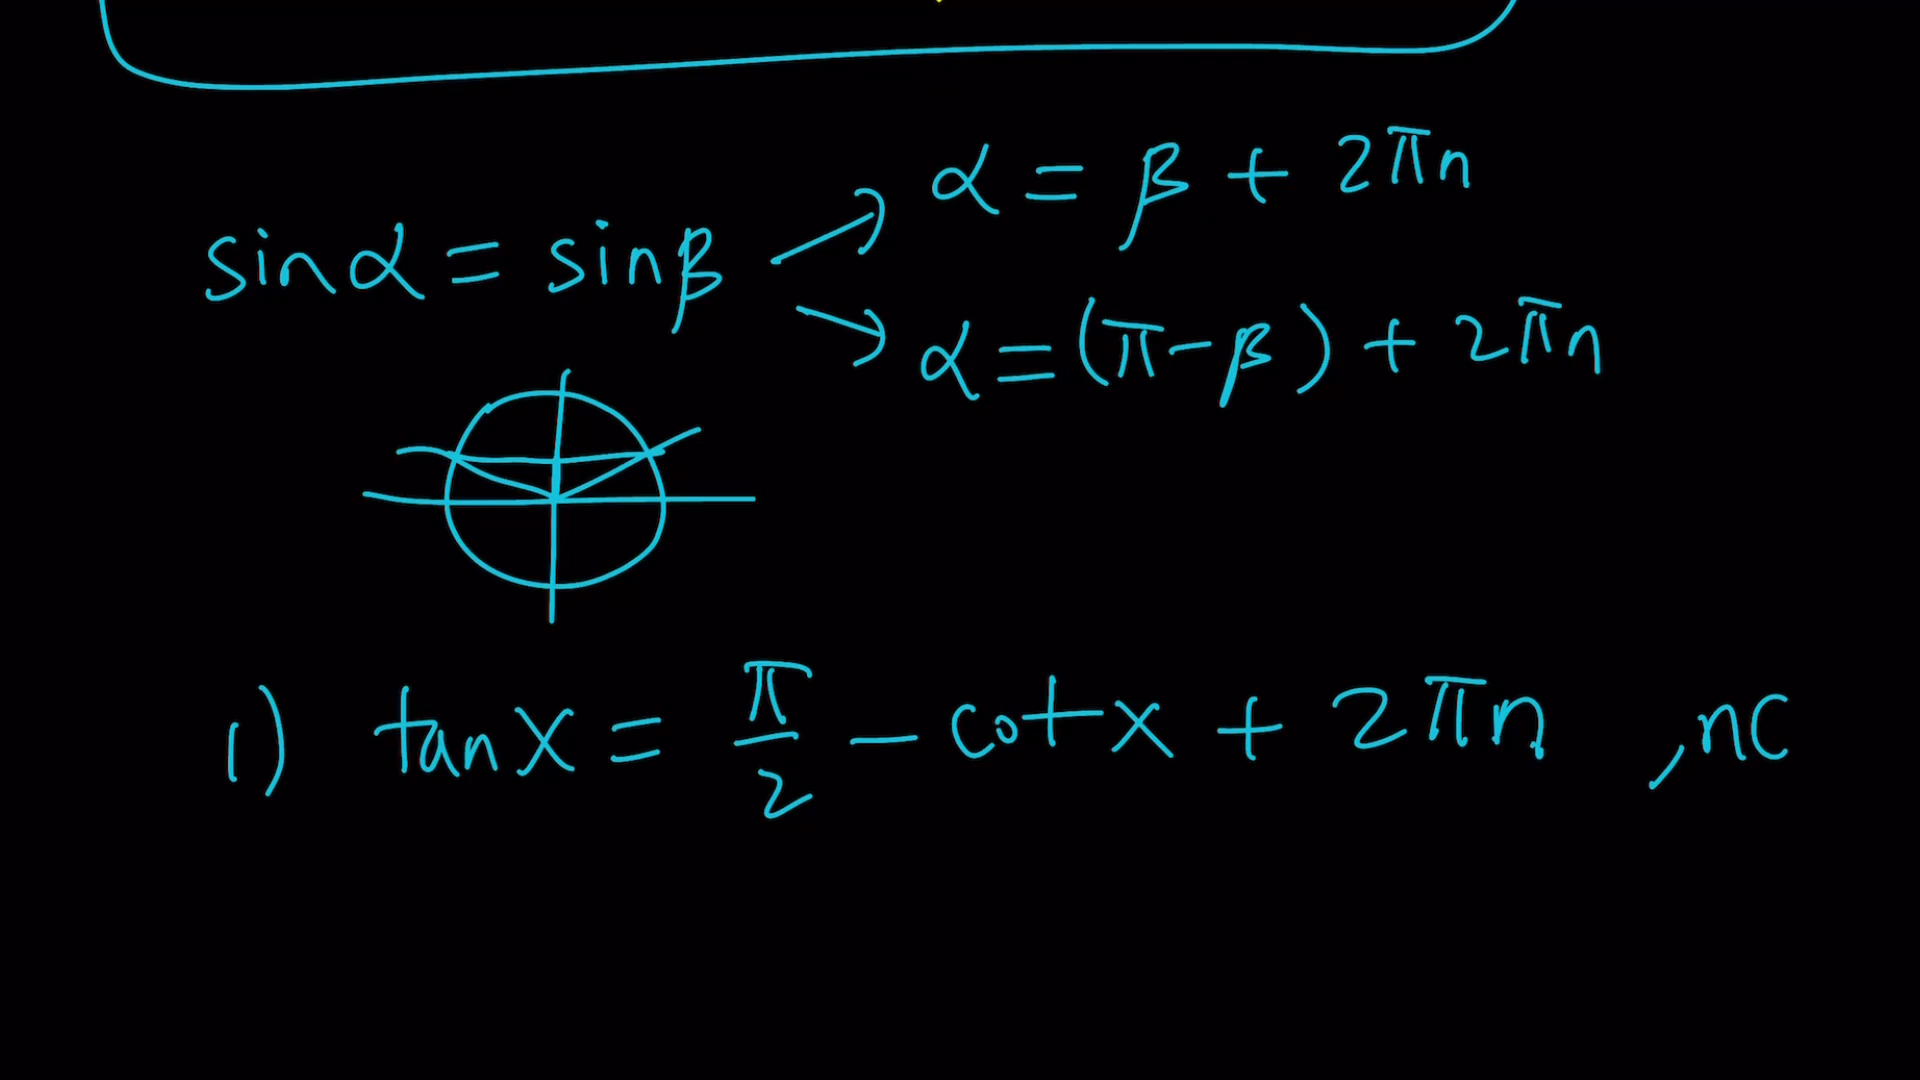 α = β + 2πn
sinα = sinβ
α = (π-β) + 2πn
1) tanx = π/2 - cotx + 2πn , nC